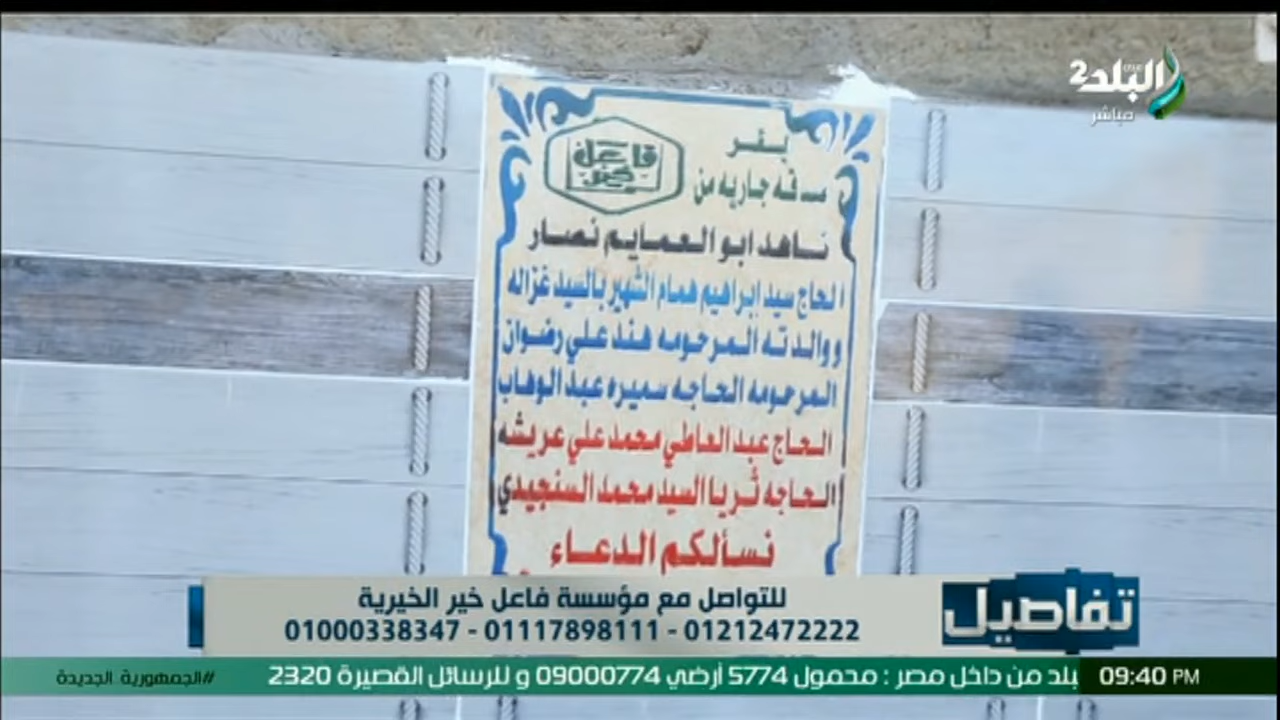 صدى البلد 2
مباشر
فاعل خير
بئر
صدقه جاريه من
ناهد ابو العمايم نصار
الحاج سيد ابراهيم همام الشهير بالسيد غزاله
ووالدته المرحومه هند علي رضوان
المرحومه الحاجه سميره عبد الوهاب
الحاج عبد العاطي محمد علي عريشه
الحاجه ثريا السيد محمد السنجيدي
نسألكم الدعاء
تفاصيل
للتواصل مع مؤسسة فاعل خير الخيرية
01000338347 - 01117898111 - 01212472222
09:40 PM
بلد من داخل مصر : محمول 5774 أرضي 09000774 و للرسائل القصيرة 2320
#الجمهورية_الجديدة